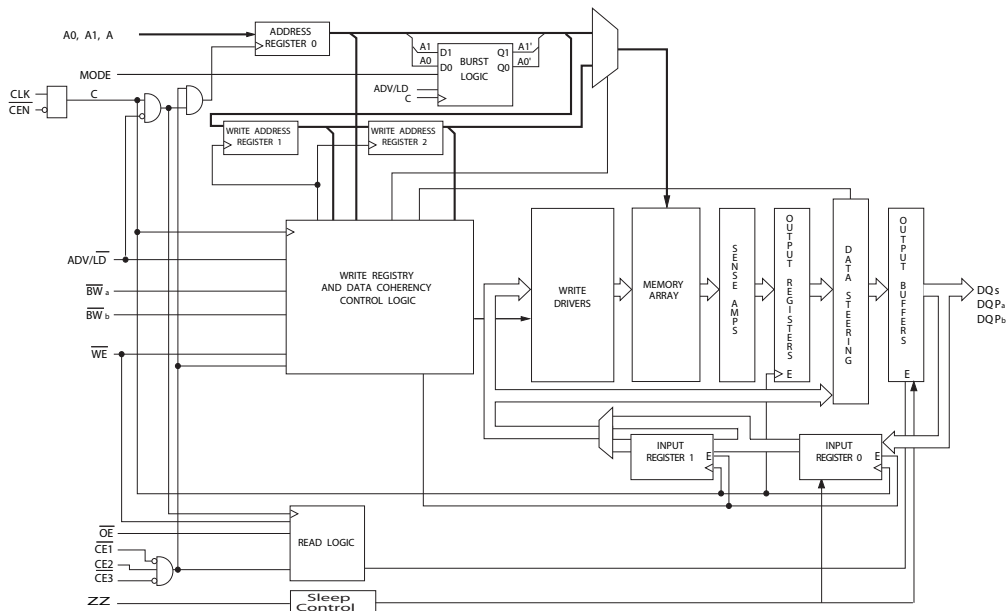 A0, A1, A
ADDRESS
REGISTER 0
A1
A0
D1
D0
BURST
LOGIC
Q1
Q0
A1'
A0'
MODE
ADV/LD
C
CLK
CEN
C
WRITE ADDRESS
REGISTER 1
WRITE ADDRESS
REGISTER 2
ADV/LD
BW a
BW b
WE
WRITE REGISTRY
AND DATA COHERENCY
CONTROL LOGIC
WRITE
DRIVERS
MEMORY
ARRAY
SENSE AMPS
OUTPUT REGISTERS
E
DATA STEERING
OUTPUT BUFFERS
E
DQs
DQPa
DQPb
INPUT
REGISTER 1
E
INPUT
REGISTER 0
E
OE
CE1
CE2
CE3
READ LOGIC
ZZ
Sleep
Control